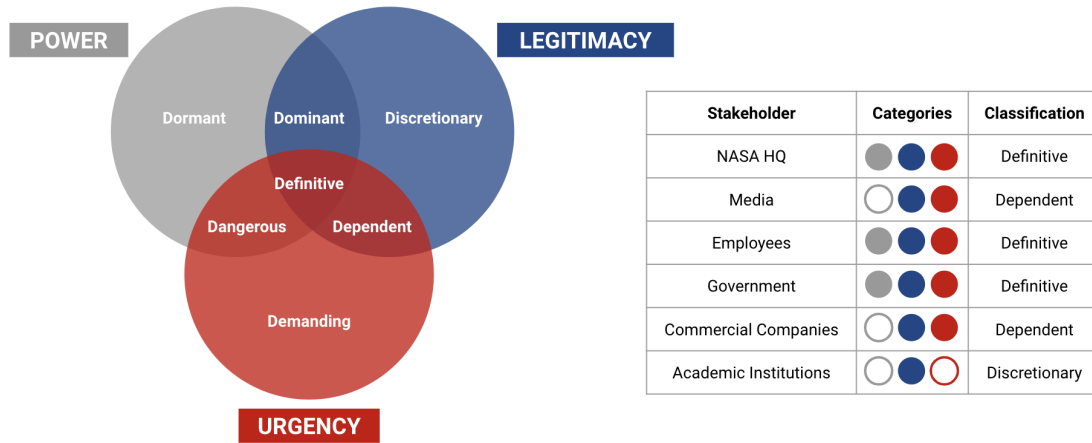 POWER
LEGITIMACY
Dormant
Dominant
Discretionary
Definitive
Dangerous
Dependent
Demanding
URGENCY
Stakeholder Categories Classification
NASA HQ Definitive
Media Dependent
Employees Definitive
Government Definitive
Commercial Companies Dependent
Academic Institutions Discretionary